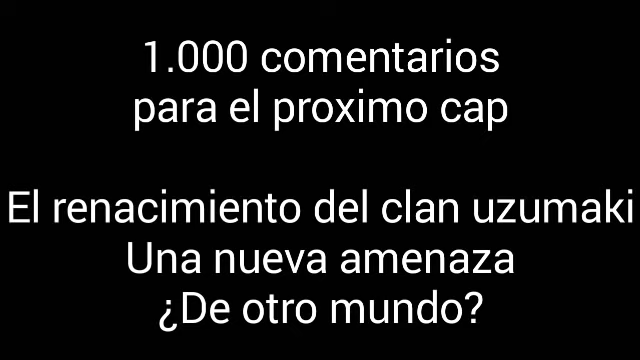 1.000 comentarios
para el proximo cap
El renacimiento del clan uzumaki
Una nueva amenaza
¿De otro mundo?